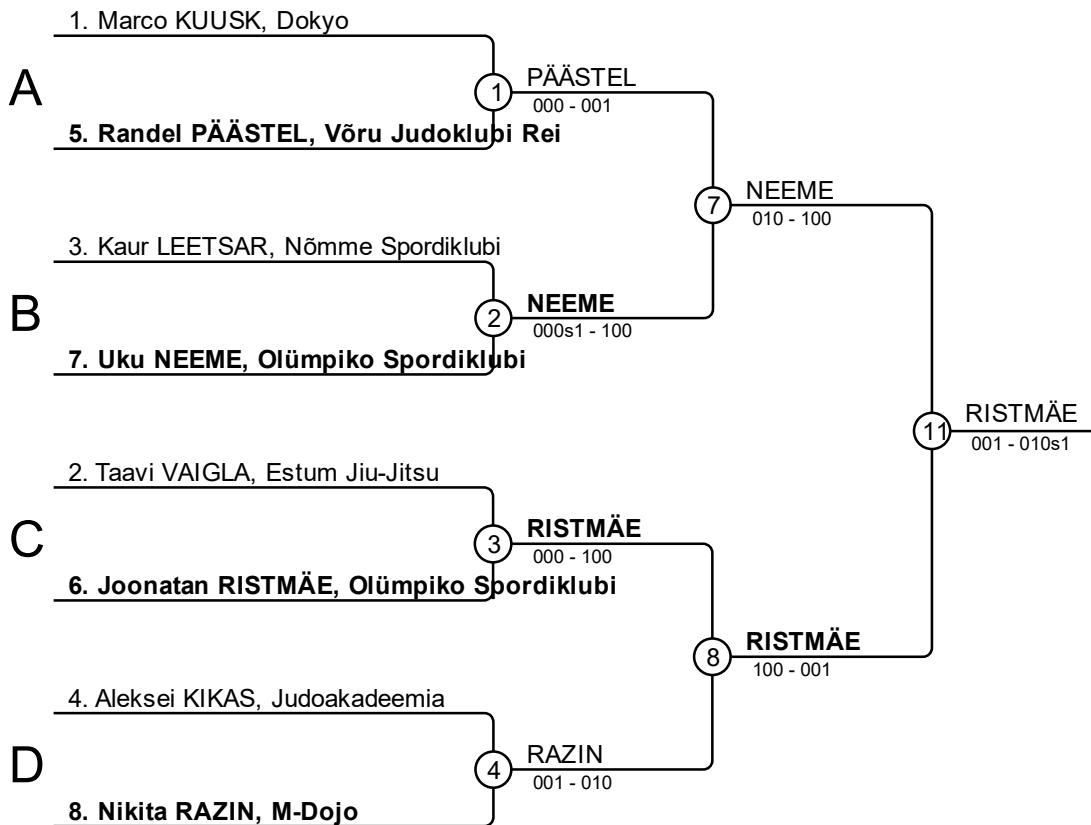 1. Marco KUUSK, Dokyo
A
1
PÄÄSTEL
000 - 001
5. Randel PÄÄSTEL, Võru Judoklubi Rei
7
NEEME
010 - 100
3. Kaur LEETSAR, Nõmme Spordiklubi
B
2
NEEME
000s1 - 100
7. Uku NEEME, Olümpiko Spordiklubi
11
RISTMÄE
001 - 010s1
2. Taavi VAIGLA, Estum Jiu-Jitsu
C
3
RISTMÄE
000 - 100
6. Joonatan RISTMÄE, Olümpiko Spordiklubi
8
RISTMÄE
100 - 001
4. Aleksei KIKAS, Judoakadeemia
D
4
RAZIN
001 - 010
8. Nikita RAZIN, M-Dojo